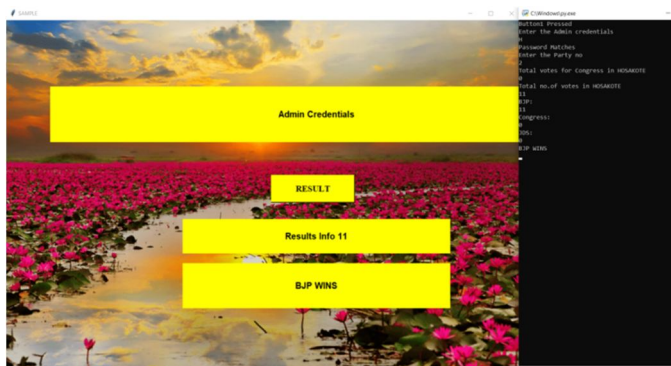 SAMPLE
Admin Credentials
RESULT
Results Info 11
BJP WINS
C:\Windows\py.exe
Button1 Pressed
Enter the Admin credentials
H
Password Matches
Enter the Party no
2
Total votes for Congress in HOSAKOTE
0
Total no.of votes in HOSAKOTE
11
BJP:
11
Congress:
0
JDS:
0
BJP WINS